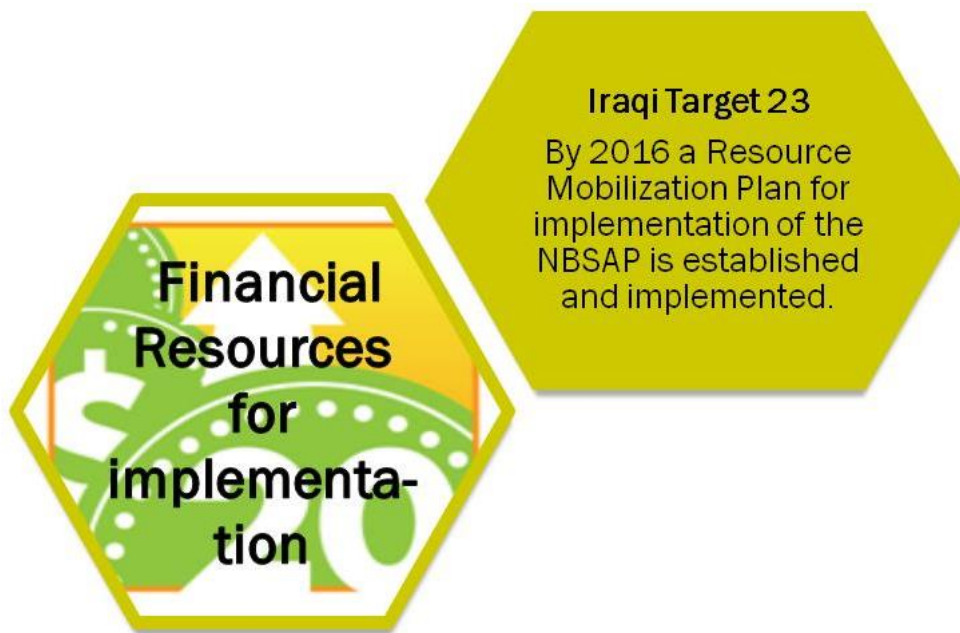 Iraqi Target 23
By 2016 a Resource
Mobilization Plan for
implementation of the
NBSAP is established
and implemented.
Financial
Resources
for
implementa-
tion
$
20